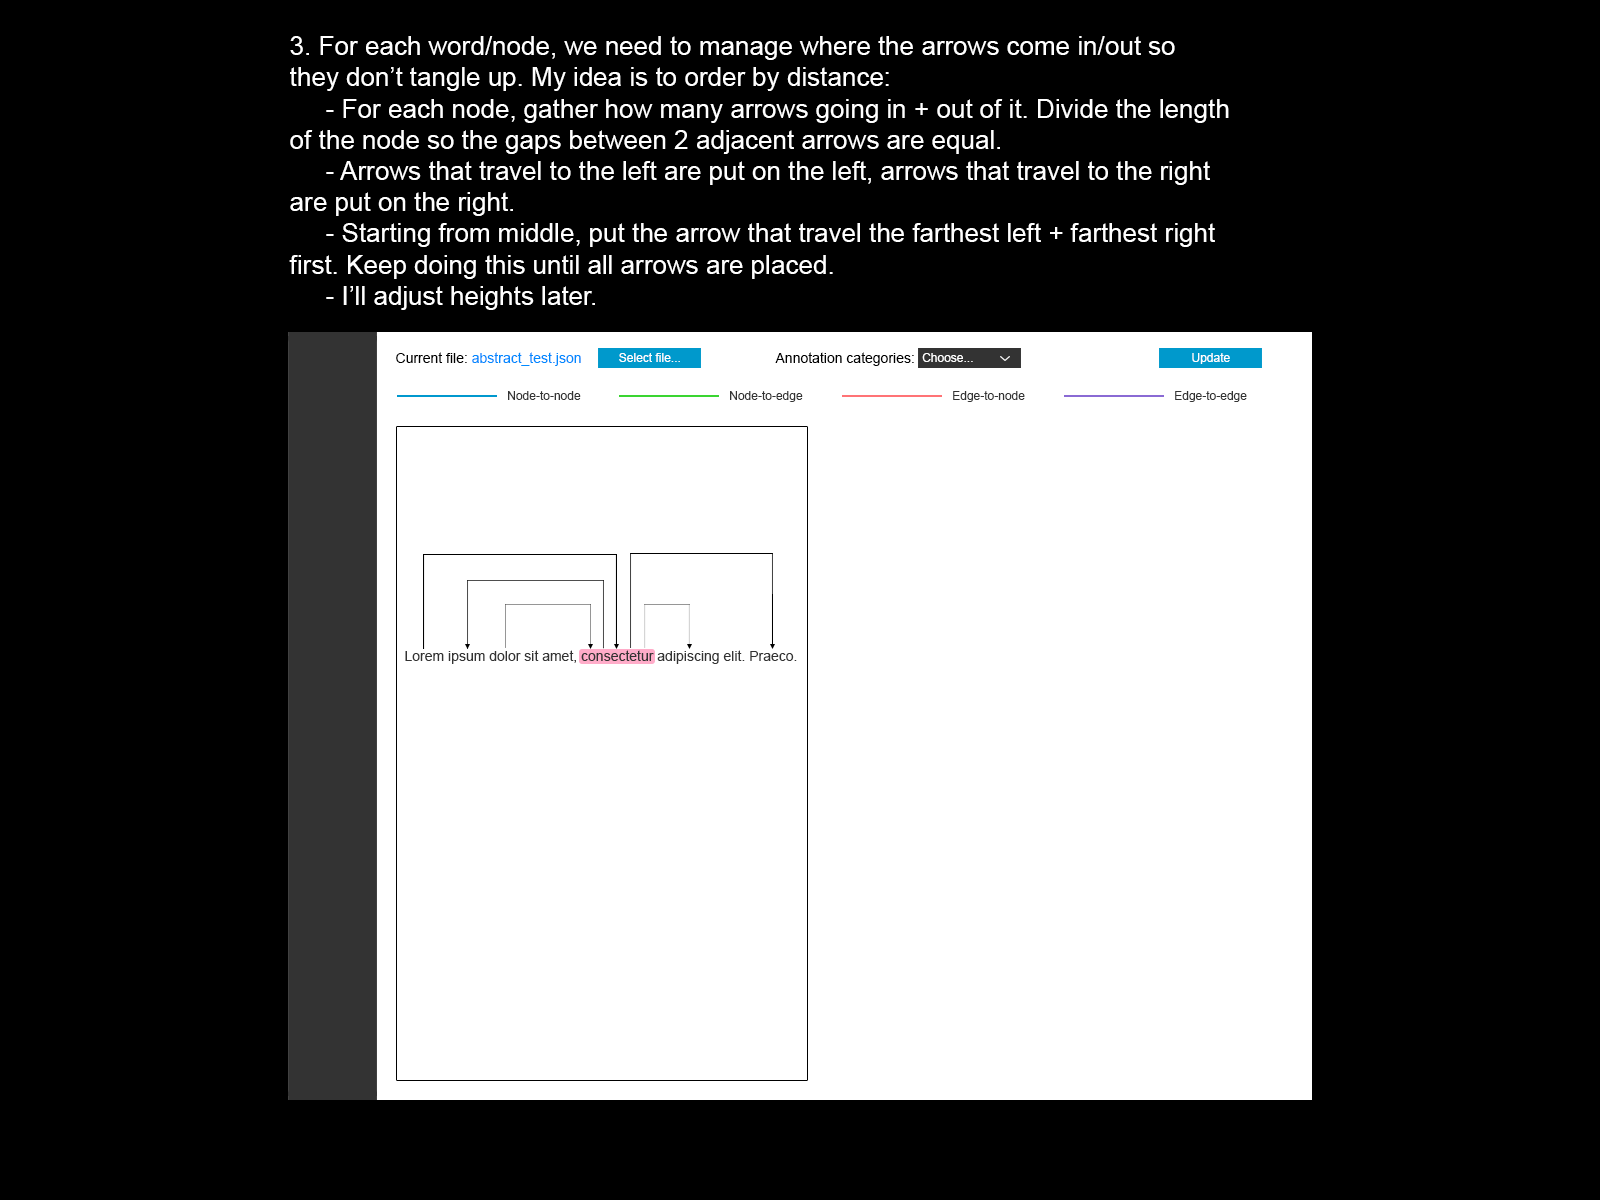 3. For each word/node, we need to manage where the arrows come in/out so
they don’t tangle up. My idea is to order by distance:
- For each node, gather how many arrows going in + out of it. Divide the length
of the node so the gaps between 2 adjacent arrows are equal.
- Arrows that travel to the left are put on the left, arrows that travel to the right
are put on the right.
- Starting from middle, put the arrow that travel the farthest left + farthest right
first. Keep doing this until all arrows are placed.
- I’ll adjust heights later.
Current file: abstract_test.json Select file... Annotation categories: Choose... Update
Node-to-node Node-to-edge Edge-to-node Edge-to-edge
Lorem ipsum dolor sit amet, consectetur adipiscing elit. Praeco.